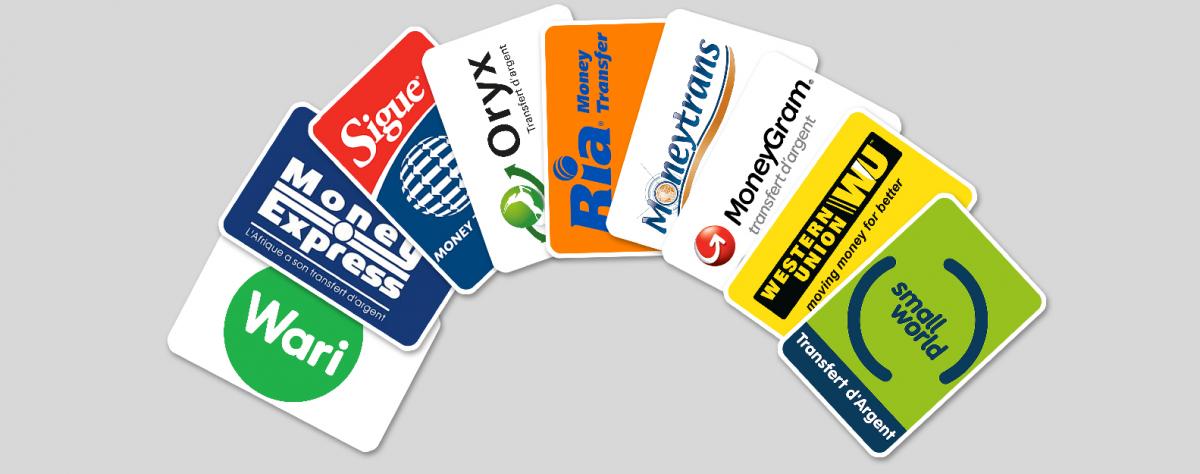 Wari
Money
Express
L'Afrique a son transfert d'argent
Sigue®
MONEY
Oryx
Transfert d'argent
Ria®
Money
Transfer
Moneytrans
MoneyGram®
transfert d'argent
WESTERN
UNION
WU™
moving money for better
small
world
Transfert d'Argent